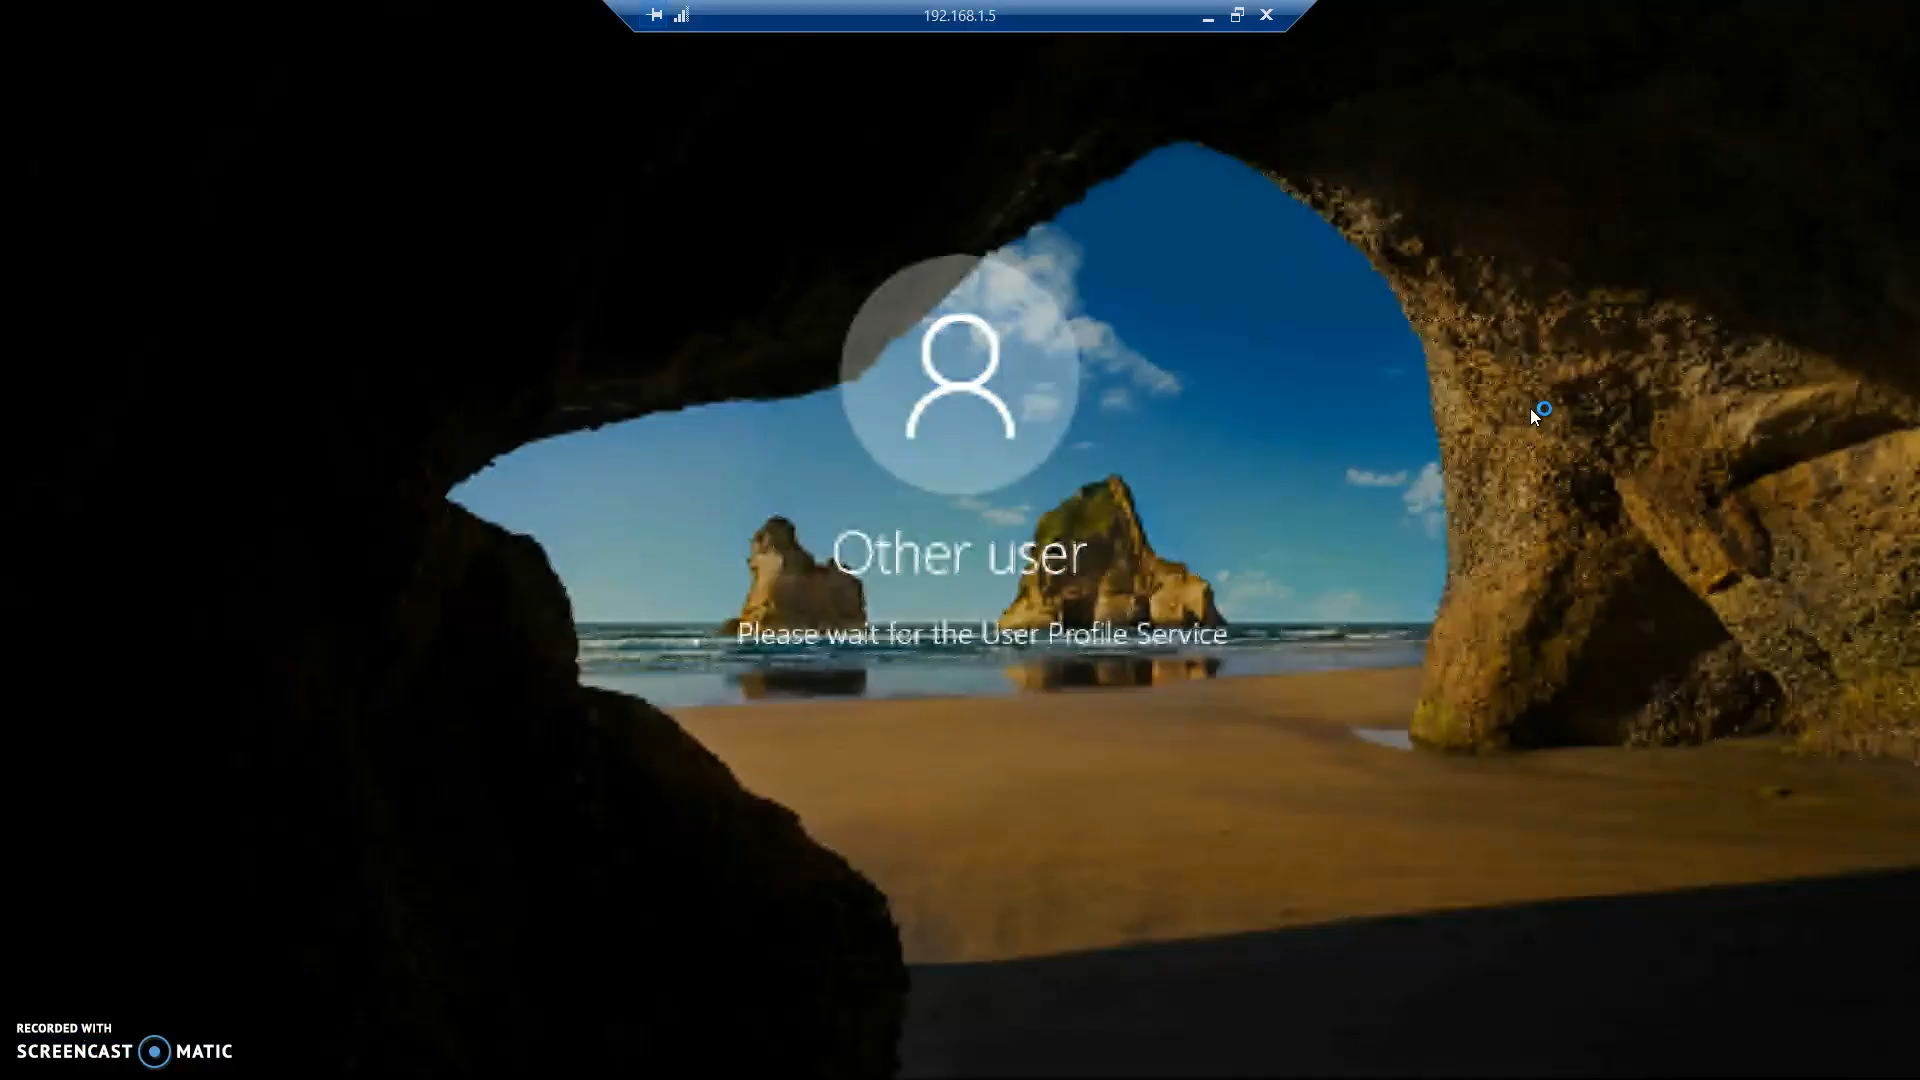 192.168.1.5
Other user
Please wait for the User Profile Service
RECORDED WITH
SCREENCAST MATIC